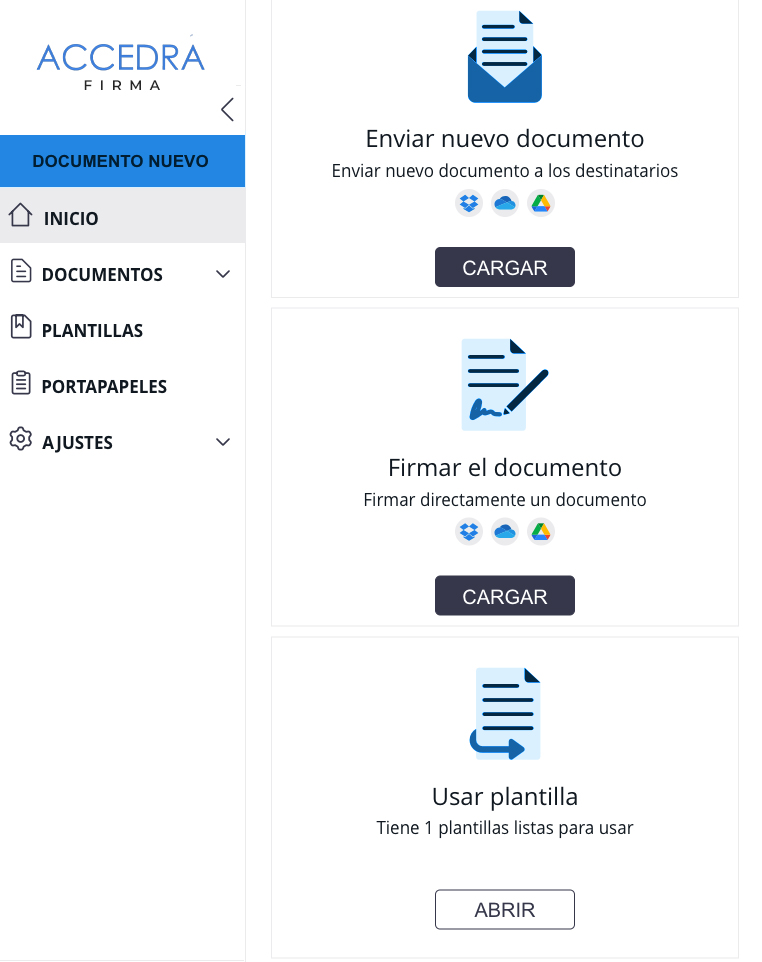 ACCEDRA
FIRMA
DOCUMENTO NUEVO
INICIO
DOCUMENTOS
PLANTILLAS
PORTAPAPELES
AJUSTES
Enviar nuevo documento
Enviar nuevo documento a los destinatarios
CARGAR
Firmar el documento
Firmar directamente un documento
CARGAR
Usar plantilla
Tiene 1 plantillas listas para usar
ABRIR